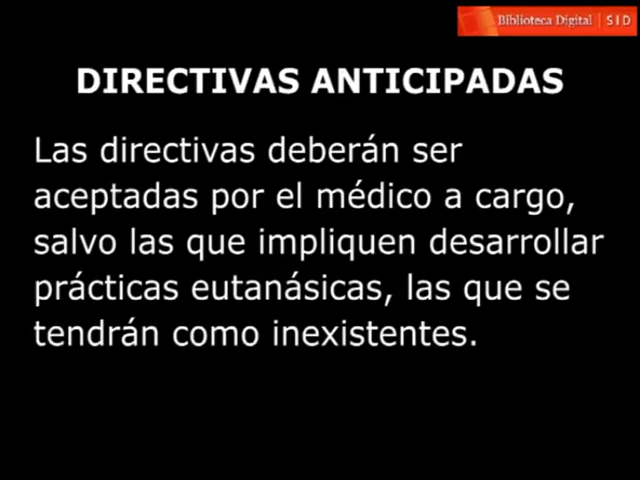 Biblioteca Digital | SID
DIRECTIVAS ANTICIPADAS
Las directivas deberán ser
aceptadas por el médico a cargo,
salvo las que impliquen desarrollar
prácticas eutanásicas, las que se
tendrán como inexistentes.